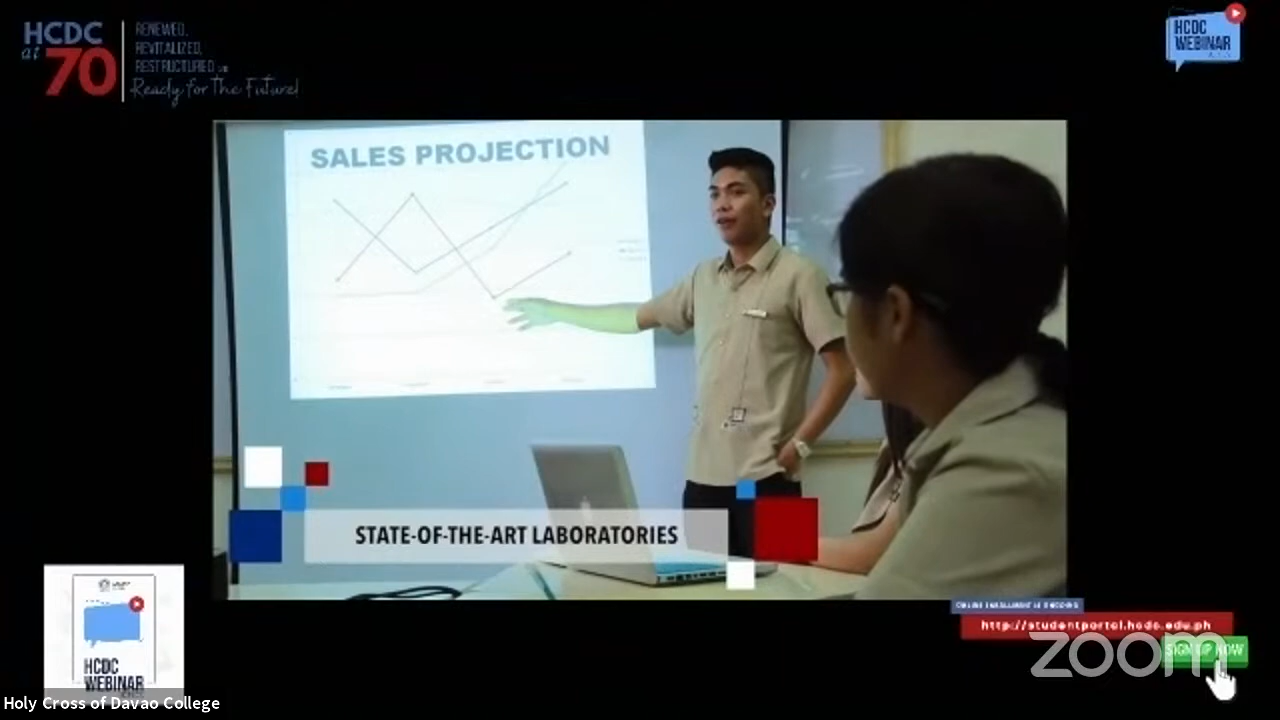 HCDC
at 70
RENEWED,
REVITALIZED,
RESTRUCTURED
Ready for the Future!
HCDC
WEBINAR
SALES PROJECTION
STATE-OF-THE-ART LABORATORIES
HCDC
WEBINAR
ONLINE ENROLLMENT IS ONGOING
http://studentportal.hcdc.edu.ph
SIGN UP NOW
zoom
Holy Cross of Davao College